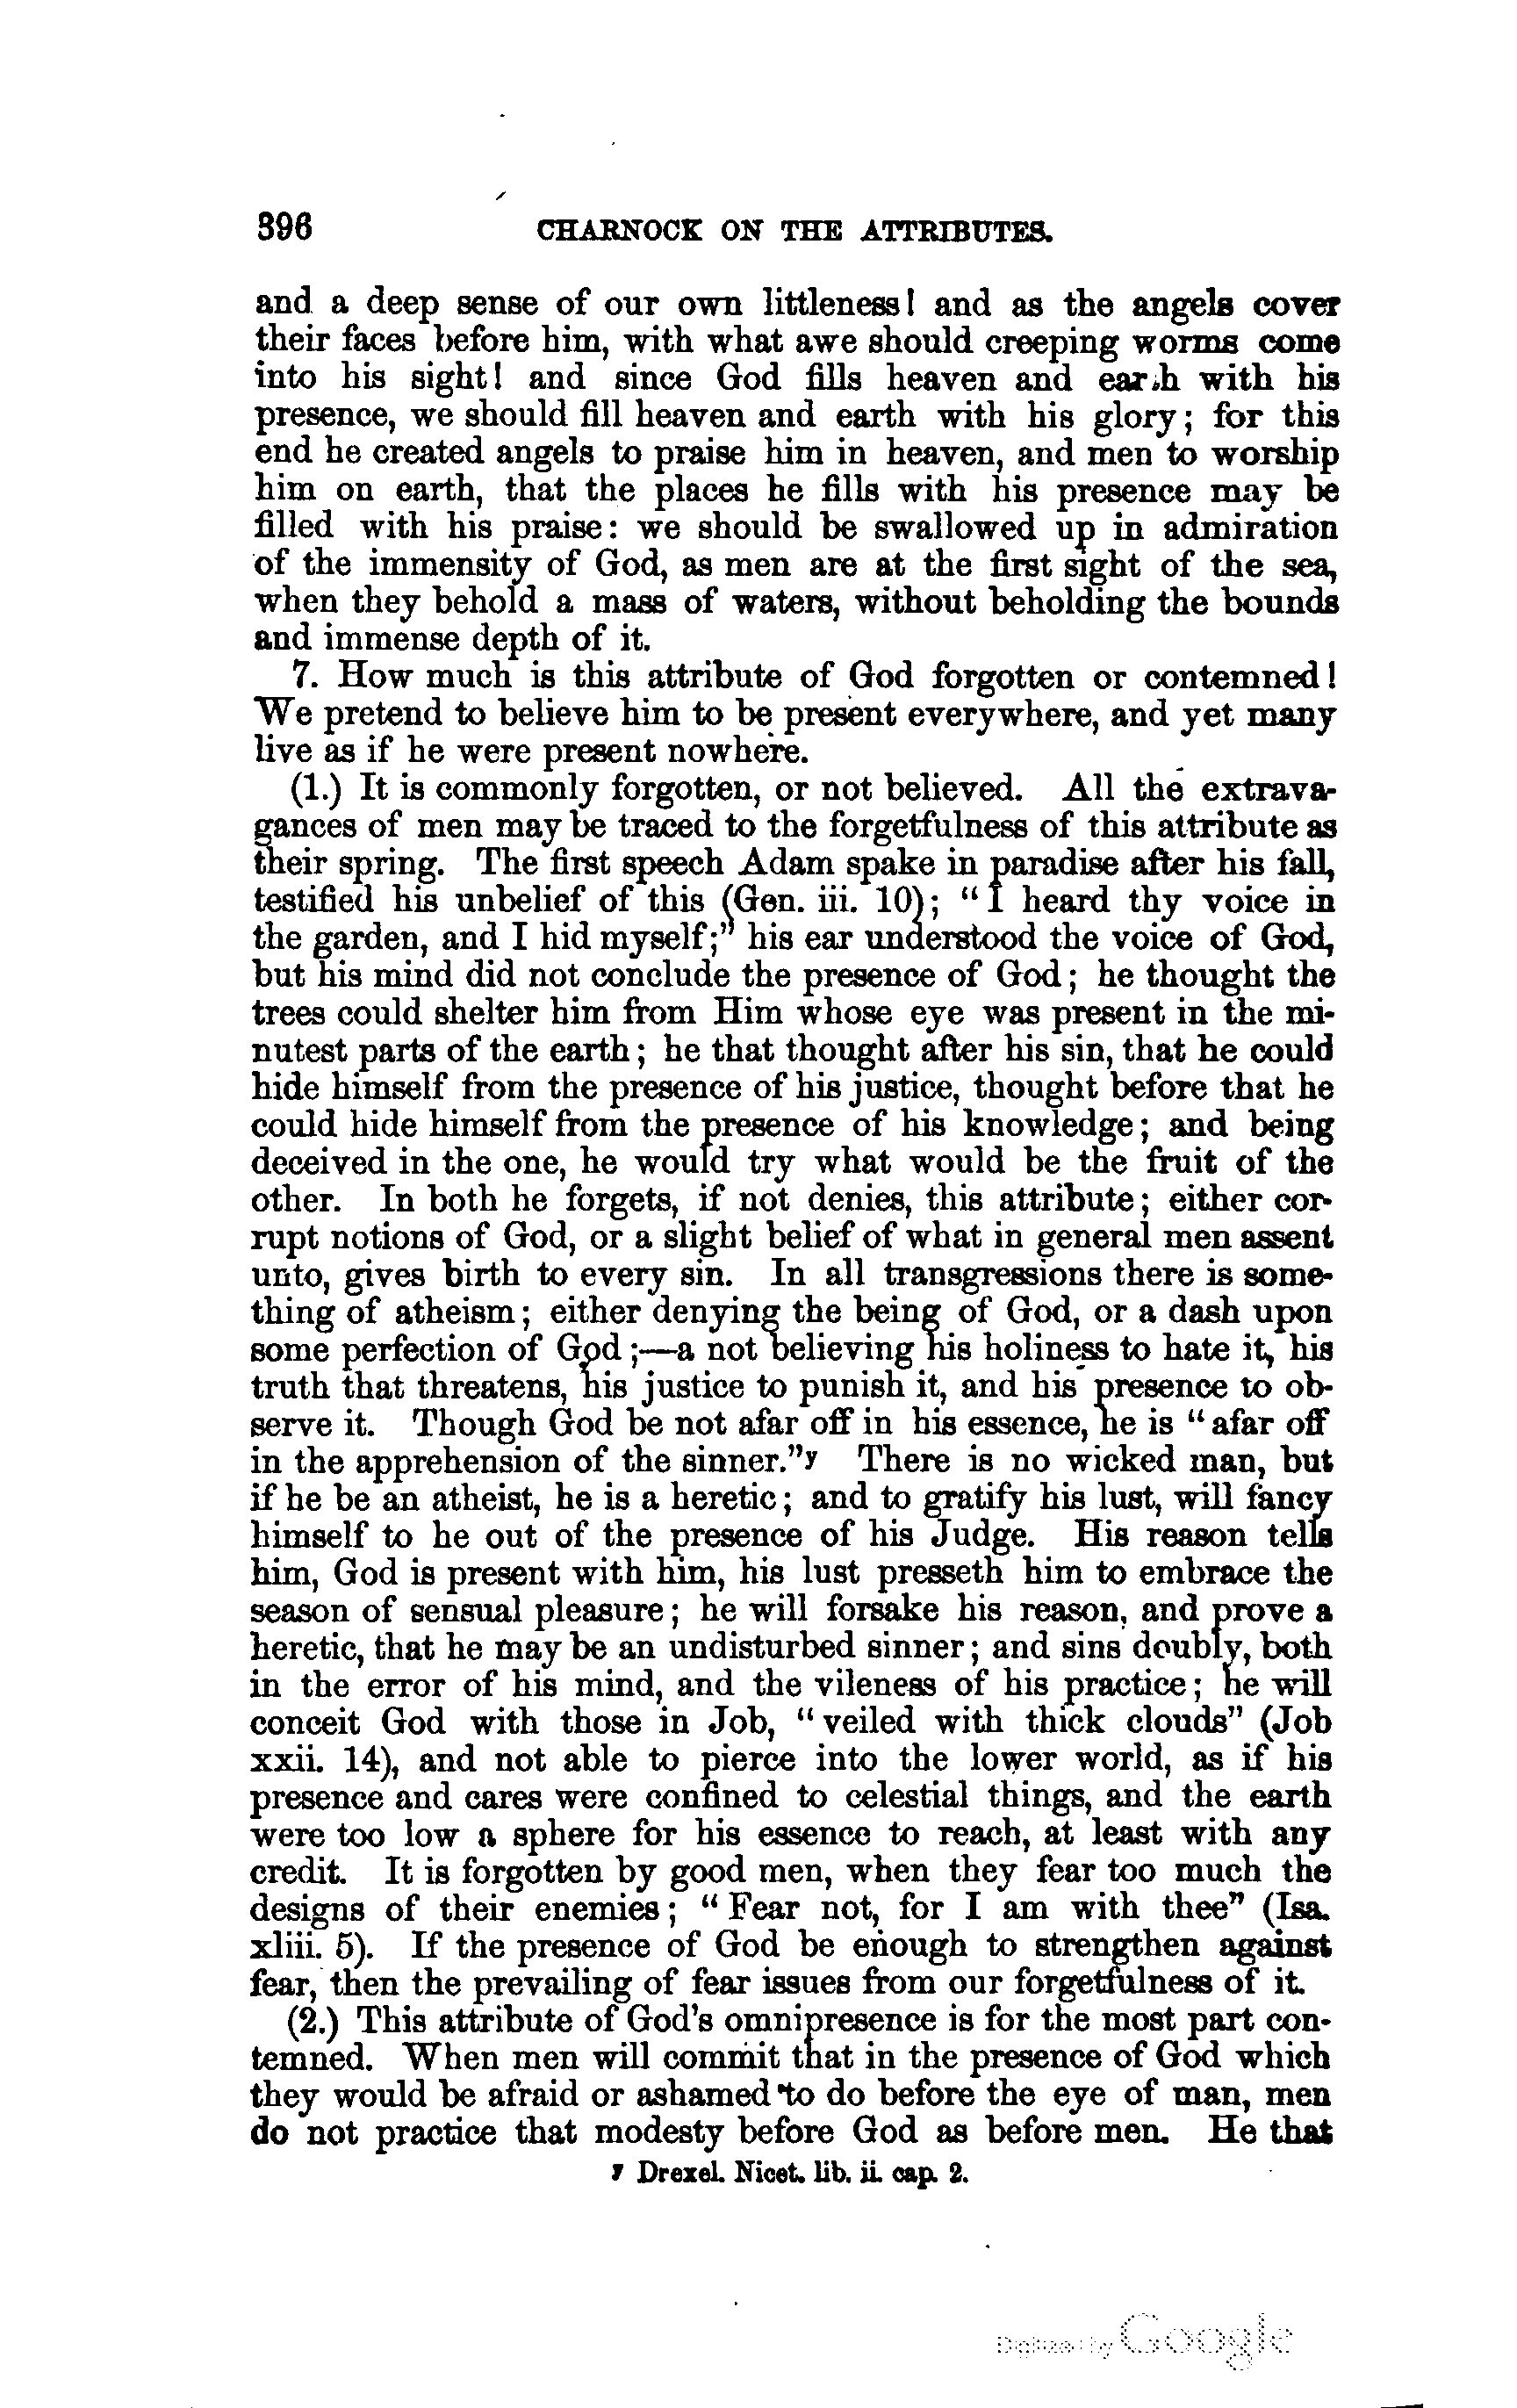 396 CHARNOCK ON THE ATTRIBUTES.
and a deep sense of our own littleness! and as the angels cover
their faces before him, with what awe should creeping worms come
into his sight! and since God fills heaven and earth with his
presence, we should fill heaven and earth with his glory; for this
end he created angels to praise him in heaven, and men to worship
him on earth, that the places he fills with his presence may be
filled with his praise: we should be swallowed up in admiration
of the immensity of God, as men are at the first sight of the sea,
when they behold a mass of waters, without beholding the bounds
and immense depth of it.
7. How much is this attribute of God forgotten or contemned!
We pretend to believe him to be present everywhere, and yet many
live as if he were present nowhere.
(1.) It is commonly forgotten, or not believed. All the extrava-
gances of men may be traced to the forgetfulness of this attribute as
their spring. The first speech Adam spake in paradise after his fall,
testified his unbelief of this (Gen. iii. 10); "I heard thy voice in
the garden, and I hid myself;" his ear understood the voice of God,
but his mind did not conclude the presence of God; he thought the
trees could shelter him from Him whose eye was present in the mi-
nutest parts of the earth; he that thought after his sin, that he could
hide himself from the presence of his justice, thought before that he
could hide himself from the presence of his knowledge; and being
deceived in the one, he would try what would be the fruit of the
other. In both he forgets, if not denies, this attribute; either cor-
rupt notions of God, or a slight belief of what in general men assent
unto, gives birth to every sin. In all transgressions there is some-
thing of atheism; either denying the being of God, or a dash upon
some perfection of God;—a not believing his holiness to hate it, his
truth that threatens, his justice to punish it, and his presence to ob-
serve it. Though God be not afar off in his essence, he is "afar off
in the apprehension of the sinner."y There is no wicked man, but
if he be an atheist, he is a heretic; and to gratify his lust, will fancy
himself to he out of the presence of his Judge. His reason tells
him, God is present with him, his lust presseth him to embrace the
season of sensual pleasure; he will forsake his reason, and prove a
heretic, that he may be an undisturbed sinner; and sins doubly, both
in the error of his mind, and the vileness of his practice; he will
conceit God with those in Job, "veiled with thick clouds" (Job
xxii. 14), and not able to pierce into the lower world, as if his
presence and cares were confined to celestial things, and the earth
were too low a sphere for his essence to reach, at least with any
credit. It is forgotten by good men, when they fear too much the
designs of their enemies; "Fear not, for I am with thee" (Isa.
xliii. 5). If the presence of God be enough to strengthen against
fear, then the prevailing of fear issues from our forgetfulness of it.
(2.) This attribute of God's omnipresence is for the most part con-
temned. When men will commit that in the presence of God which
they would be afraid or ashamed to do before the eye of man, men
do not practice that modesty before God as before men. He that
y Drexel. Nicet. lib. ii. cap. 2.
Digitized by Google